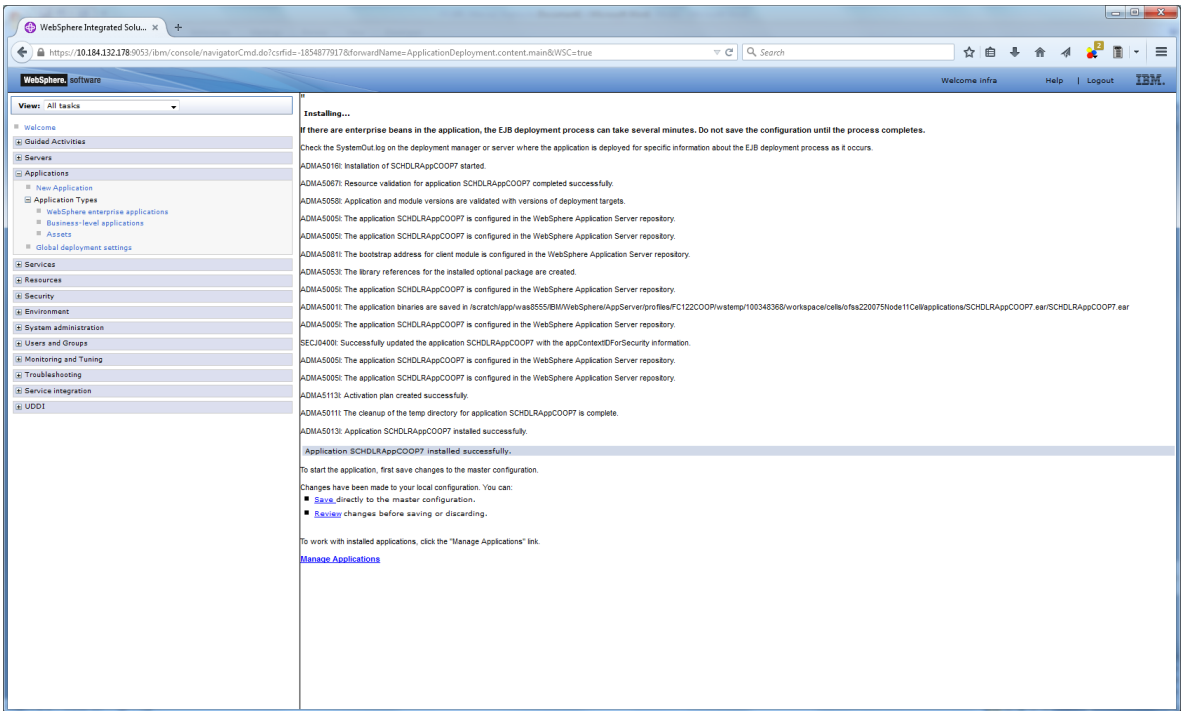 WebSphere Integrated Solu... × +
https://10.184.132.178:9053/ibm/console/navigatorCmd.do?csrfid=-1854877917&forwardName=ApplicationDeployment.content.main&WSC=true
Search
2
WebSphere. software
Welcome infra
Help | Logout
IBM.
View: All tasks
Welcome
Guided Activities
Servers
Applications
New Application
Application Types
WebSphere enterprise applications
Business-level applications
Assets
Global deployment settings
Services
Resources
Security
Environment
System administration
Users and Groups
Monitoring and Tuning
Troubleshooting
Service integration
UDDI
"
Installing...
If there are enterprise beans in the application, the EJB deployment process can take several minutes. Do not save the configuration until the process completes.
Check the SystemOut.log on the deployment manager or server where the application is deployed for specific information about the EJB deployment process as it occurs.
ADMA5016I: Installation of SCHDLRAppCOOP7 started.
ADMA5067I: Resource validation for application SCHDLRAppCOOP7 completed successfully.
ADMA5058I: Application and module versions are validated with versions of deployment targets.
ADMA5005I: The application SCHDLRAppCOOP7 is configured in the WebSphere Application Server repository.
ADMA5005I: The application SCHDLRAppCOOP7 is configured in the WebSphere Application Server repository.
ADMA5081I: The bootstrap address for client module is configured in the WebSphere Application Server repository.
ADMA5053I: The library references for the installed optional package are created.
ADMA5005I: The application SCHDLRAppCOOP7 is configured in the WebSphere Application Server repository.
ADMA5001I: The application binaries are saved in /scratch/app/was8555/IBM/WebSphere/AppServer/profiles/FC122COOP/wstemp/100348368/workspace/cells/ofss220075Node11Cell/applications/SCHDLRAppCOOP7.ear/SCHDLRAppCOOP7.ear
ADMA5005I: The application SCHDLRAppCOOP7 is configured in the WebSphere Application Server repository.
SECJ0400I: Successfully updated the application SCHDLRAppCOOP7 with the appContextIDForSecurity information.
ADMA5005I: The application SCHDLRAppCOOP7 is configured in the WebSphere Application Server repository.
ADMA5005I: The application SCHDLRAppCOOP7 is configured in the WebSphere Application Server repository.
ADMA5113I: Activation plan created successfully.
ADMA5011I: The cleanup of the temp directory for application SCHDLRAppCOOP7 is complete.
ADMA5013I: Application SCHDLRAppCOOP7 installed successfully.
Application SCHDLRAppCOOP7 installed successfully.
To start the application, first save changes to the master configuration.
Changes have been made to your local configuration. You can:
Save directly to the master configuration.
Review changes before saving or discarding.
To work with installed applications, click the "Manage Applications" link.
Manage Applications